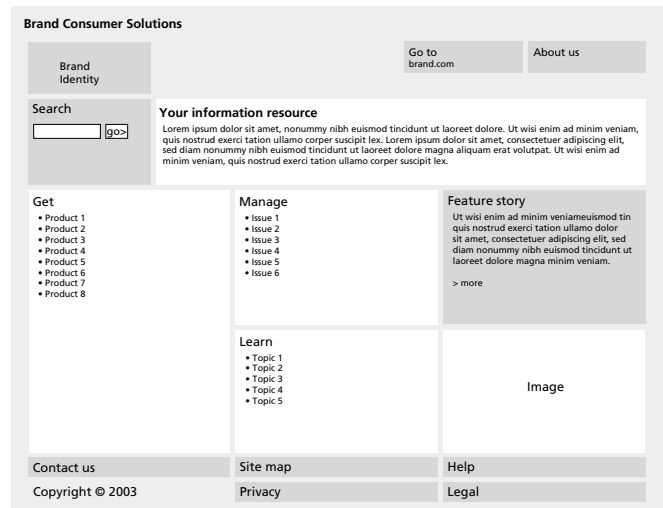 Brand Consumer Solutions
Brand
Identity
Go to
brand.com
About us
Search
go>
Your information resource
Lorem ipsum dolor sit amet, nonummy nibh euismod tincidunt ut laoreet dolore. Ut wisi enim ad minim veniam,
quis nostrud exerci tation ullamo corper suscipit lex. Lorem ipsum dolor sit amet, consectetuer adipiscing elit,
sed diam nonummy nibh euismod tincidunt ut laoreet dolore magna aliquam erat volutpat. Ut wisi enim ad
minim veniam, quis nostrud exerci tation ullamo corper suscipit lex.
Get
• Product 1
• Product 2
• Product 3
• Product 4
• Product 5
• Product 6
• Product 7
• Product 8
Manage
• Issue 1
• Issue 2
• Issue 3
• Issue 4
• Issue 5
• Issue 6
Feature story
Ut wisi enim ad minim veniameuismod tin
quis nostrud exerci tation ullamo dolor
sit amet, consectetuer adipiscing elit, sed
diam nonummy nibh euismod tincidunt ut
laoreet dolore magna minim veniam.
> more
Learn
• Topic 1
• Topic 2
• Topic 3
• Topic 4
• Topic 5
Image
Contact us
Site map
Help
Copyright © 2003
Privacy
Legal